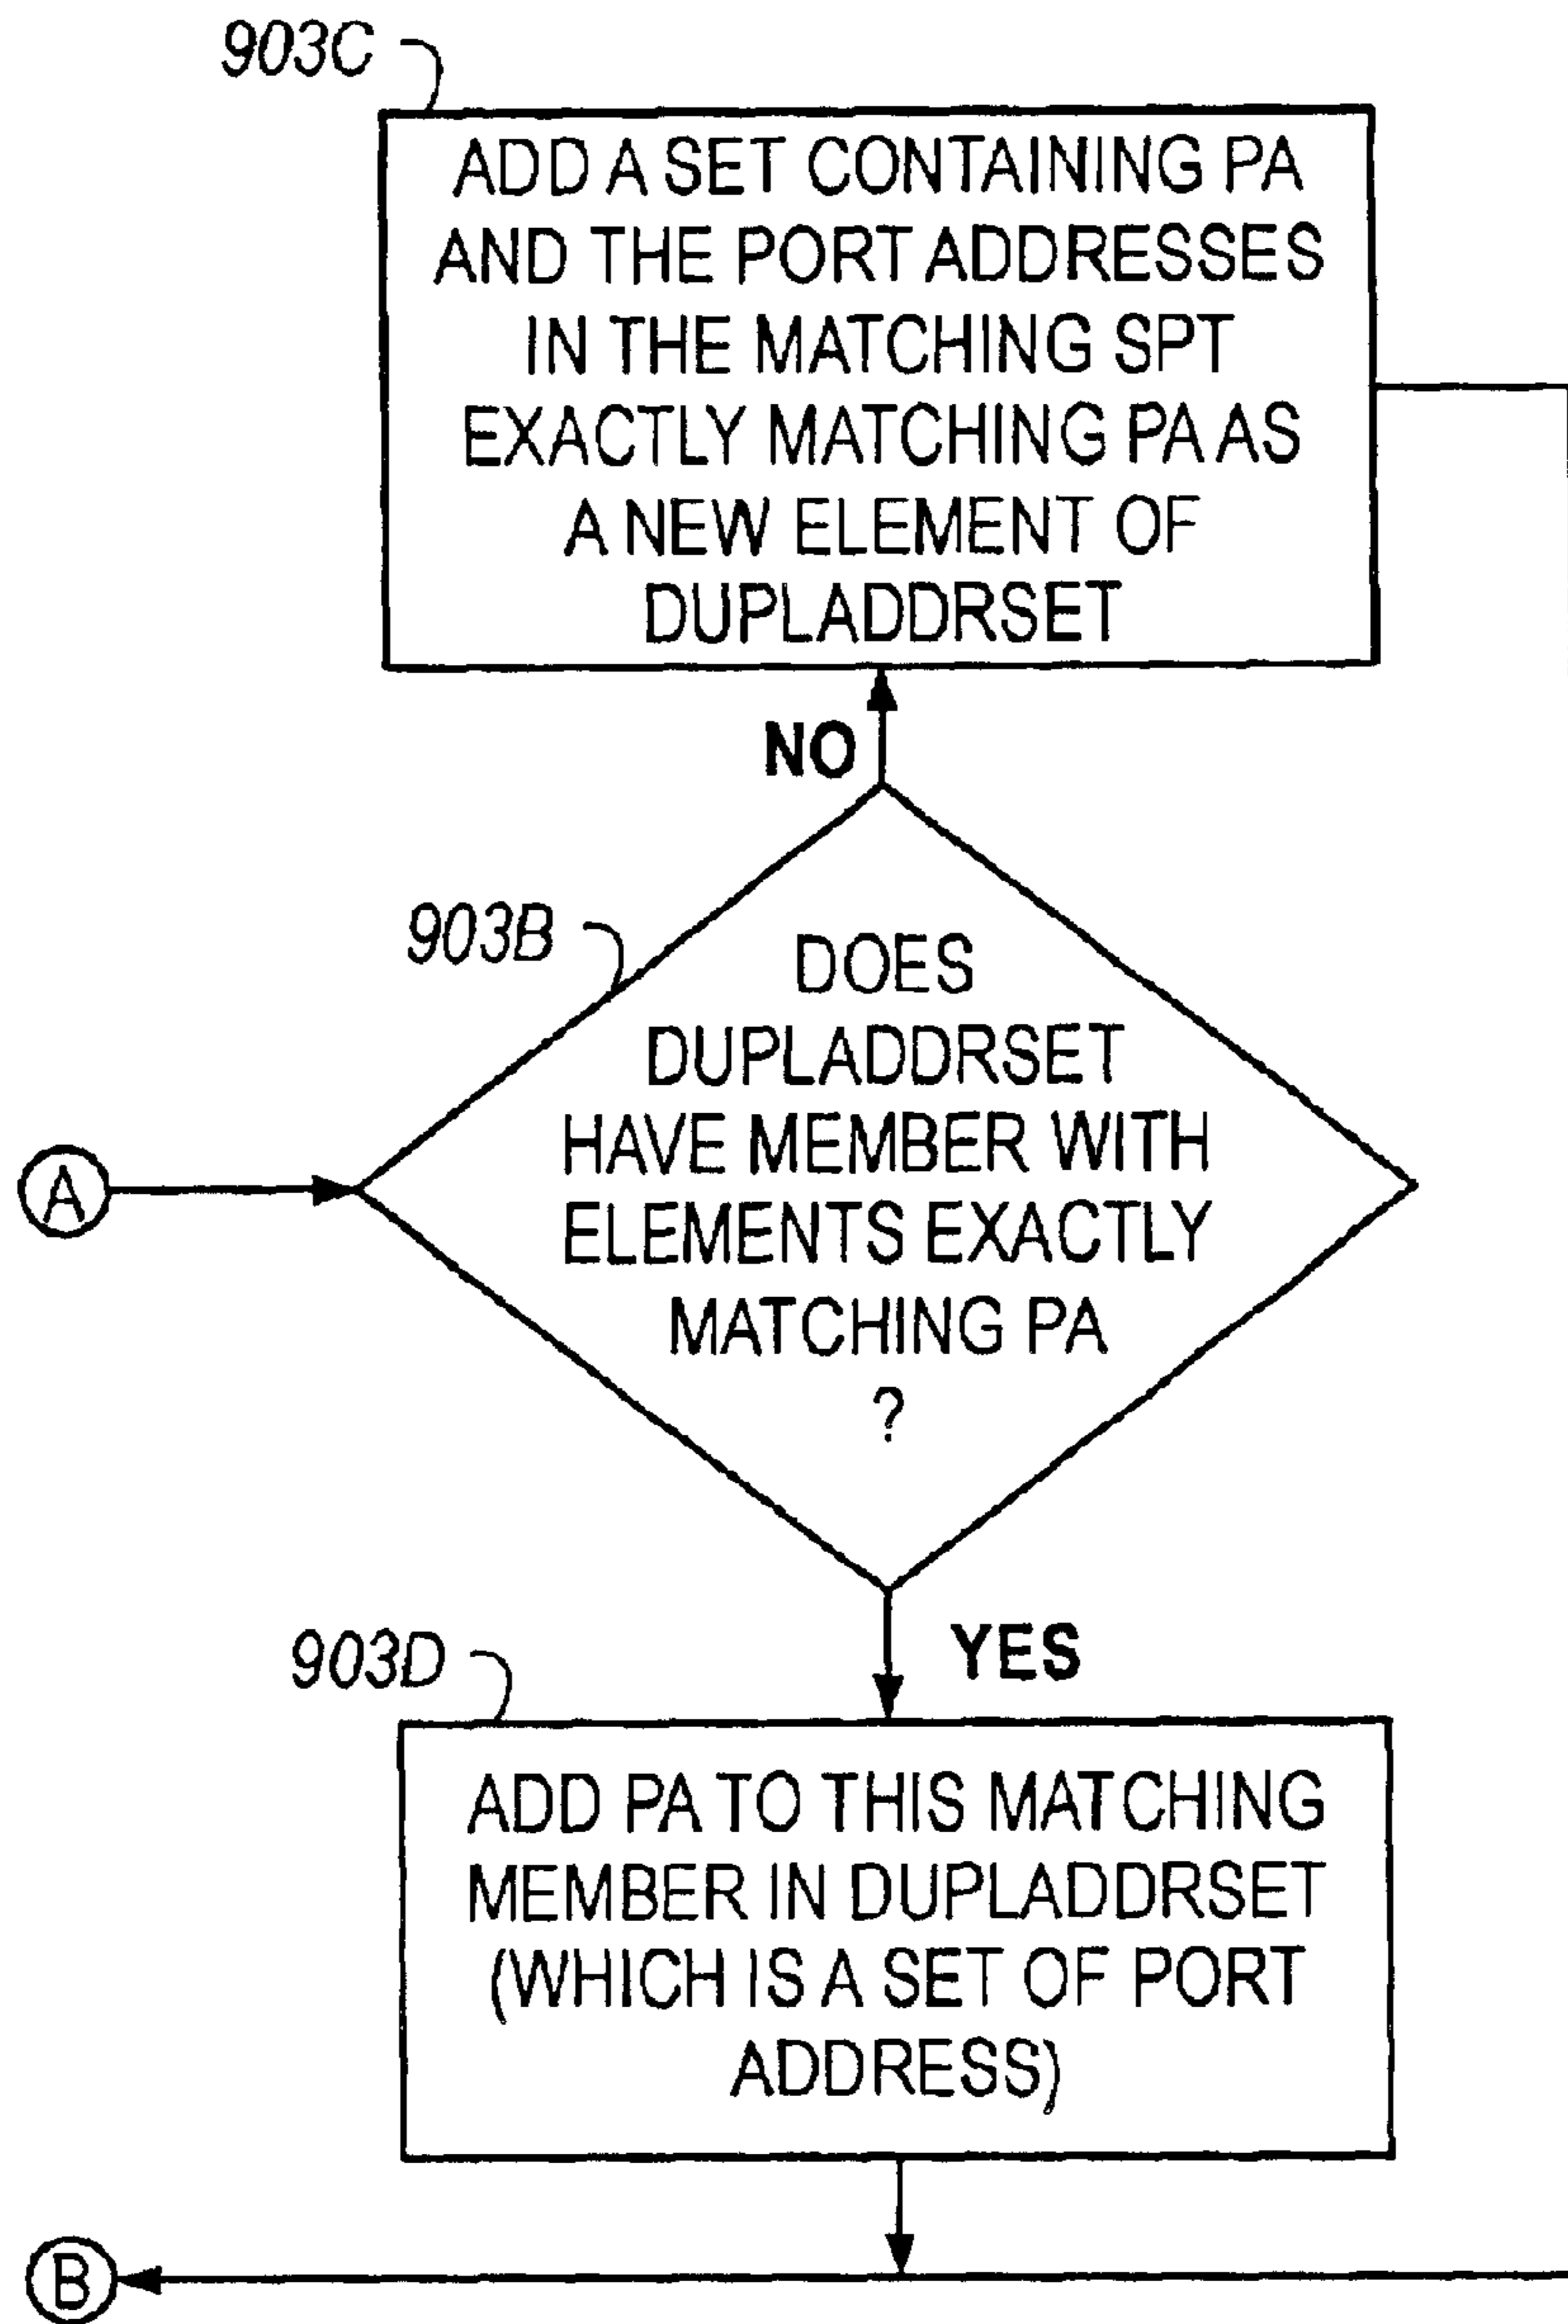 903C
ADD A SET CONTAINING PA
AND THE PORT ADDRESSES
IN THE MATCHING SPT
EXACTLY MATCHING PA AS
A NEW ELEMENT OF
DUPLADDRSET
NO
903B
DOES
DUPLADDRSET
HAVE MEMBER WITH
ELEMENTS EXACTLY
MATCHING PA
?
A
YES
903D
ADD PA TO THIS MATCHING
MEMBER IN DUPLADDRSET
(WHICH IS A SET OF PORT
ADDRESS)
B